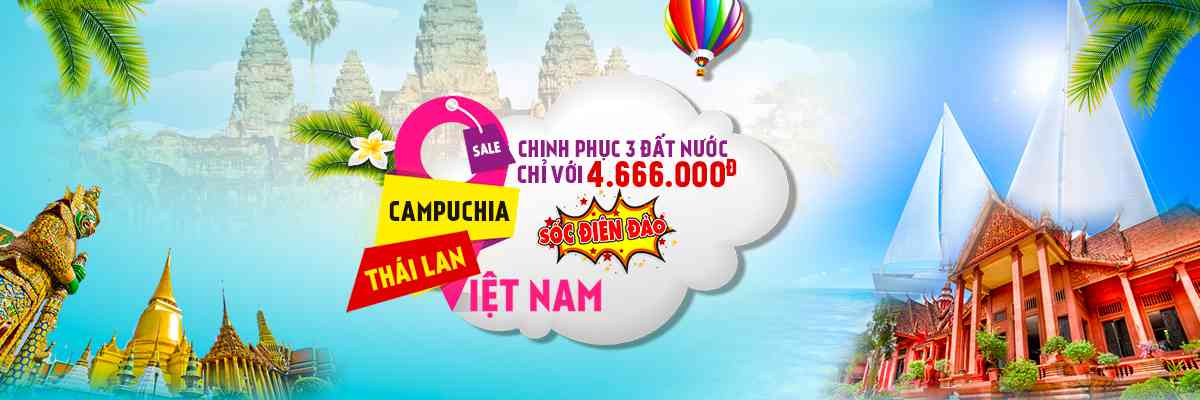 SALE
CHINH PHỤC 3 ĐẤT NƯỚC
CHỈ VỚI 4.666.000Đ
CAMPUCHIA
SỐC ĐIÊN ĐẢO
THÁI LAN
VIỆT NAM